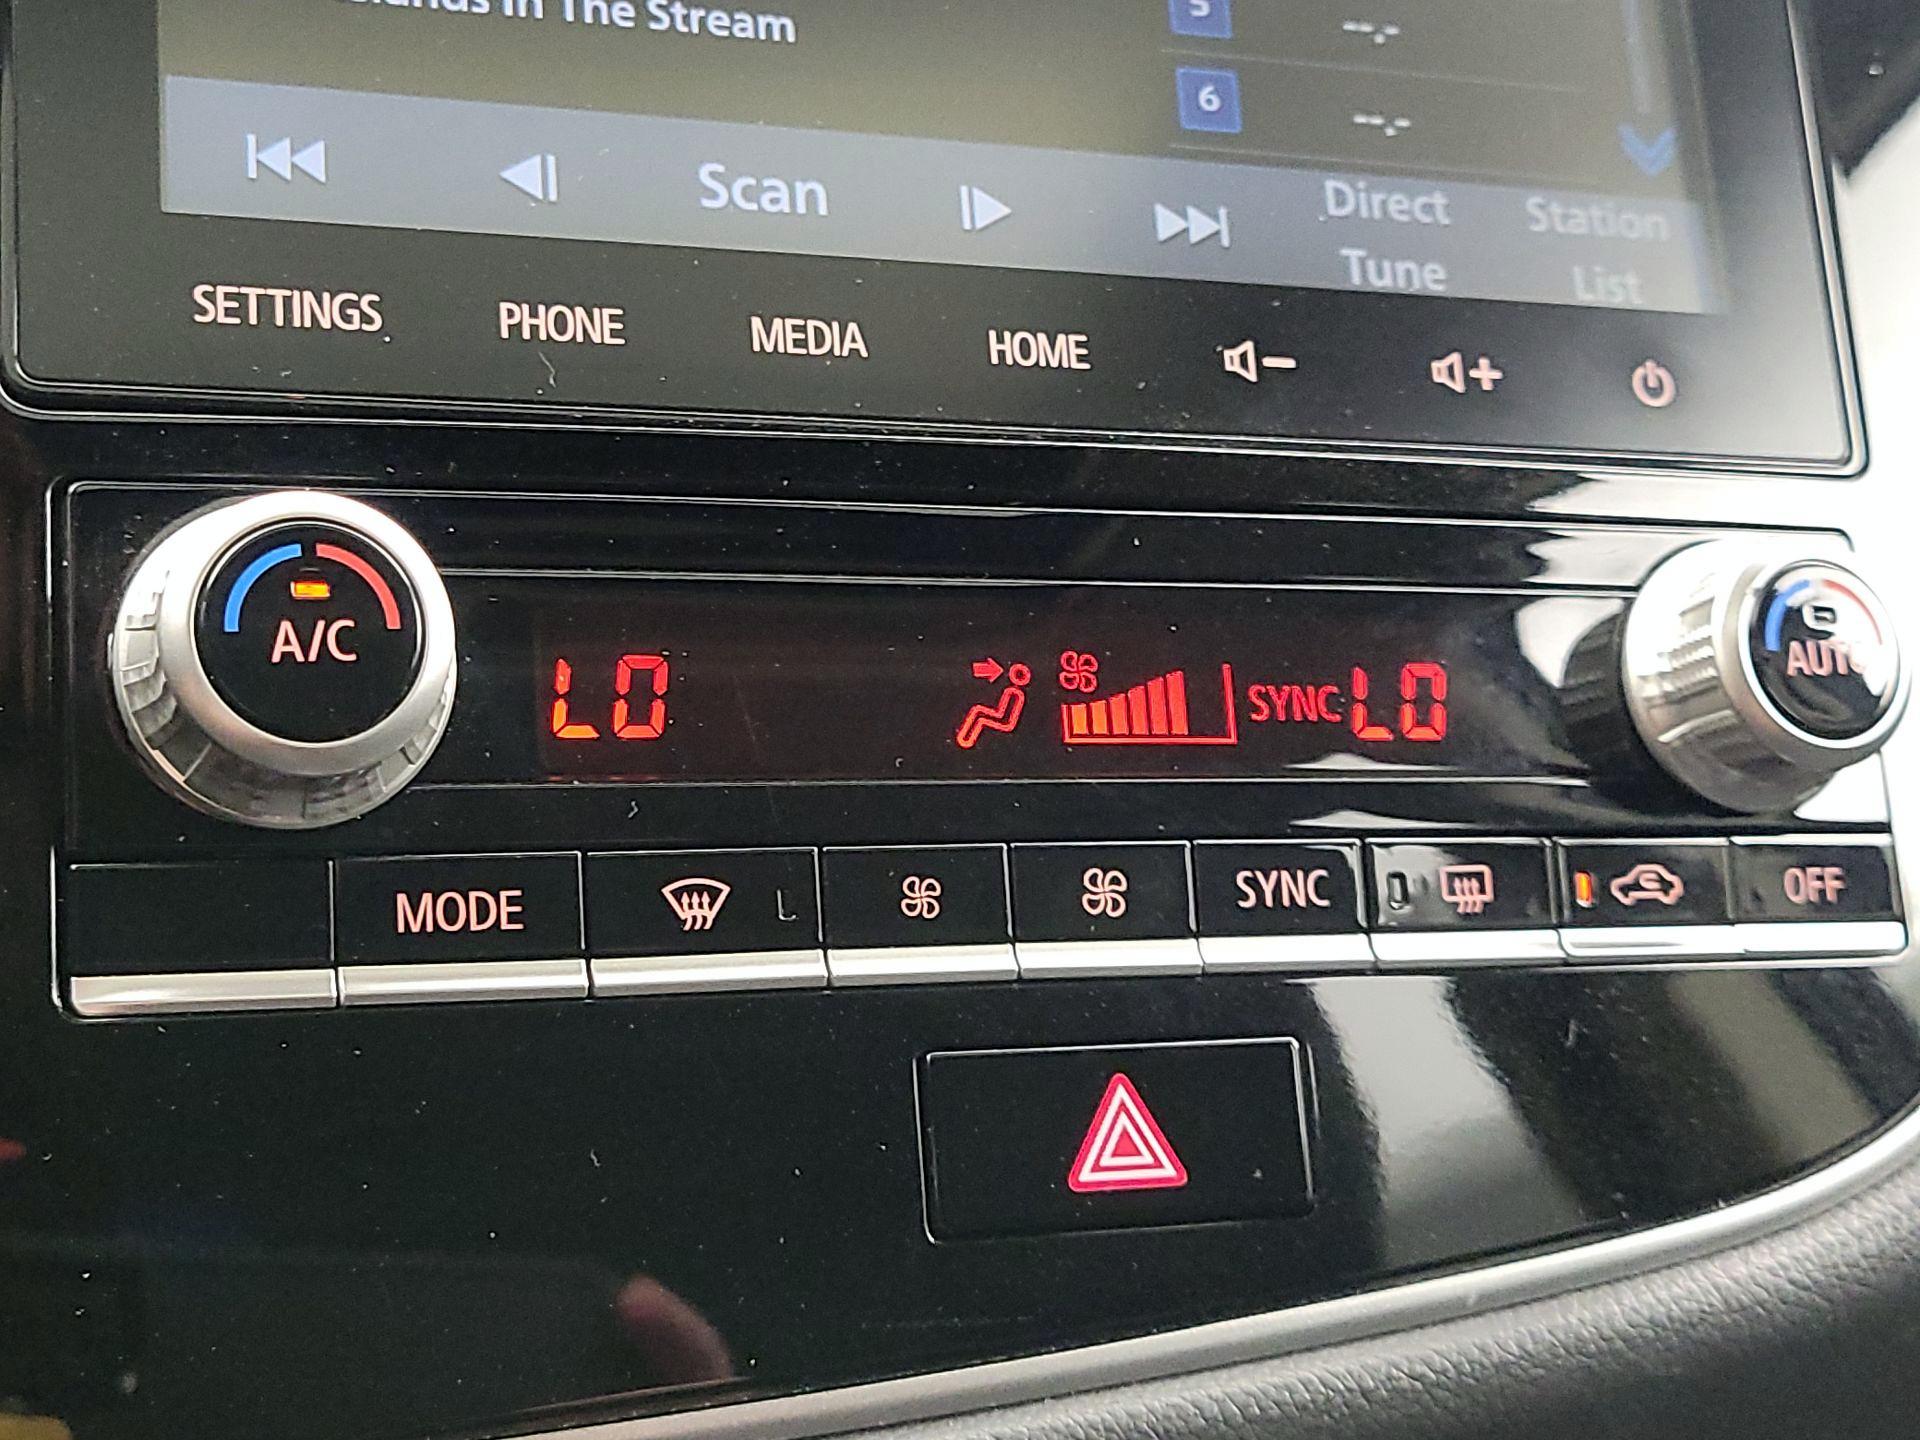 In The Stream
5
--.-
6
--.-
Scan
Direct
Tune
Station
List
SETTINGS
PHONE
MEDIA
HOME
A/C
LO
SYNC
LO
AUTO
MODE
SYNC
OFF